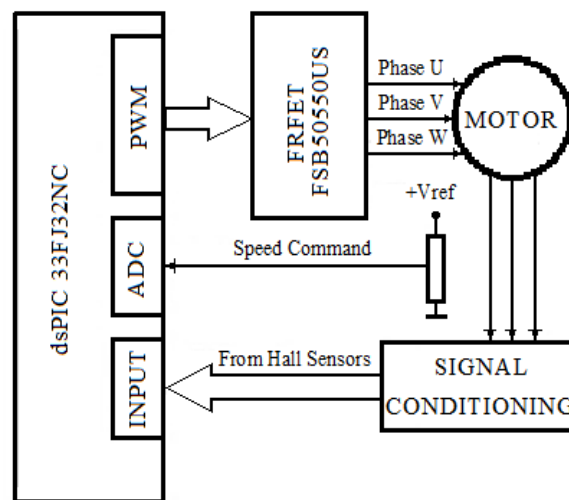 dsPIC 33FJ32NC
PWM
FRFET
FSB50550US
Phase U
Phase V
Phase W
MOTOR
+Vref
ADC
Speed Command
INPUT
From Hall Sensors
SIGNAL
CONDITIONING